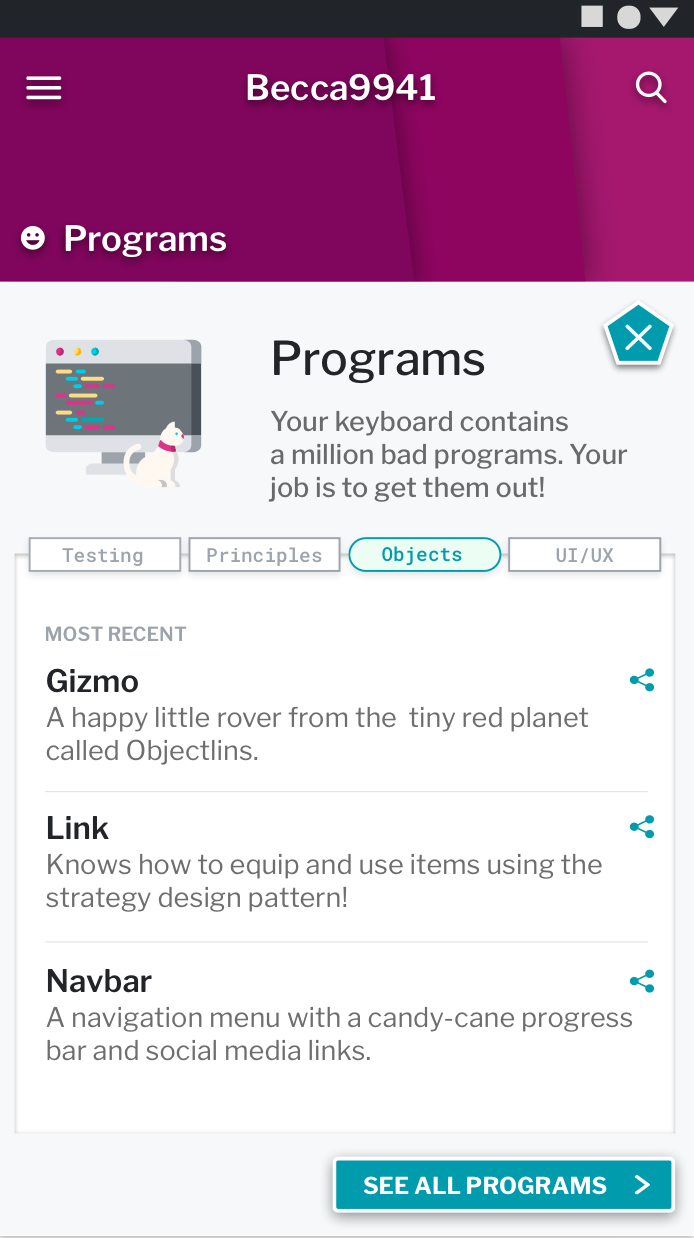 Becca9941
Programs
Programs
Your keyboard contains
a million bad programs. Your
job is to get them out!
Testing
Principles
Objects
UI/UX
MOST RECENT
Gizmo
A happy little rover from the  tiny red planet
called Objectlins.
Link
Knows how to equip and use items using the
strategy design pattern!
Navbar
A navigation menu with a candy-cane progress
bar and social media links.
SEE ALL PROGRAMS